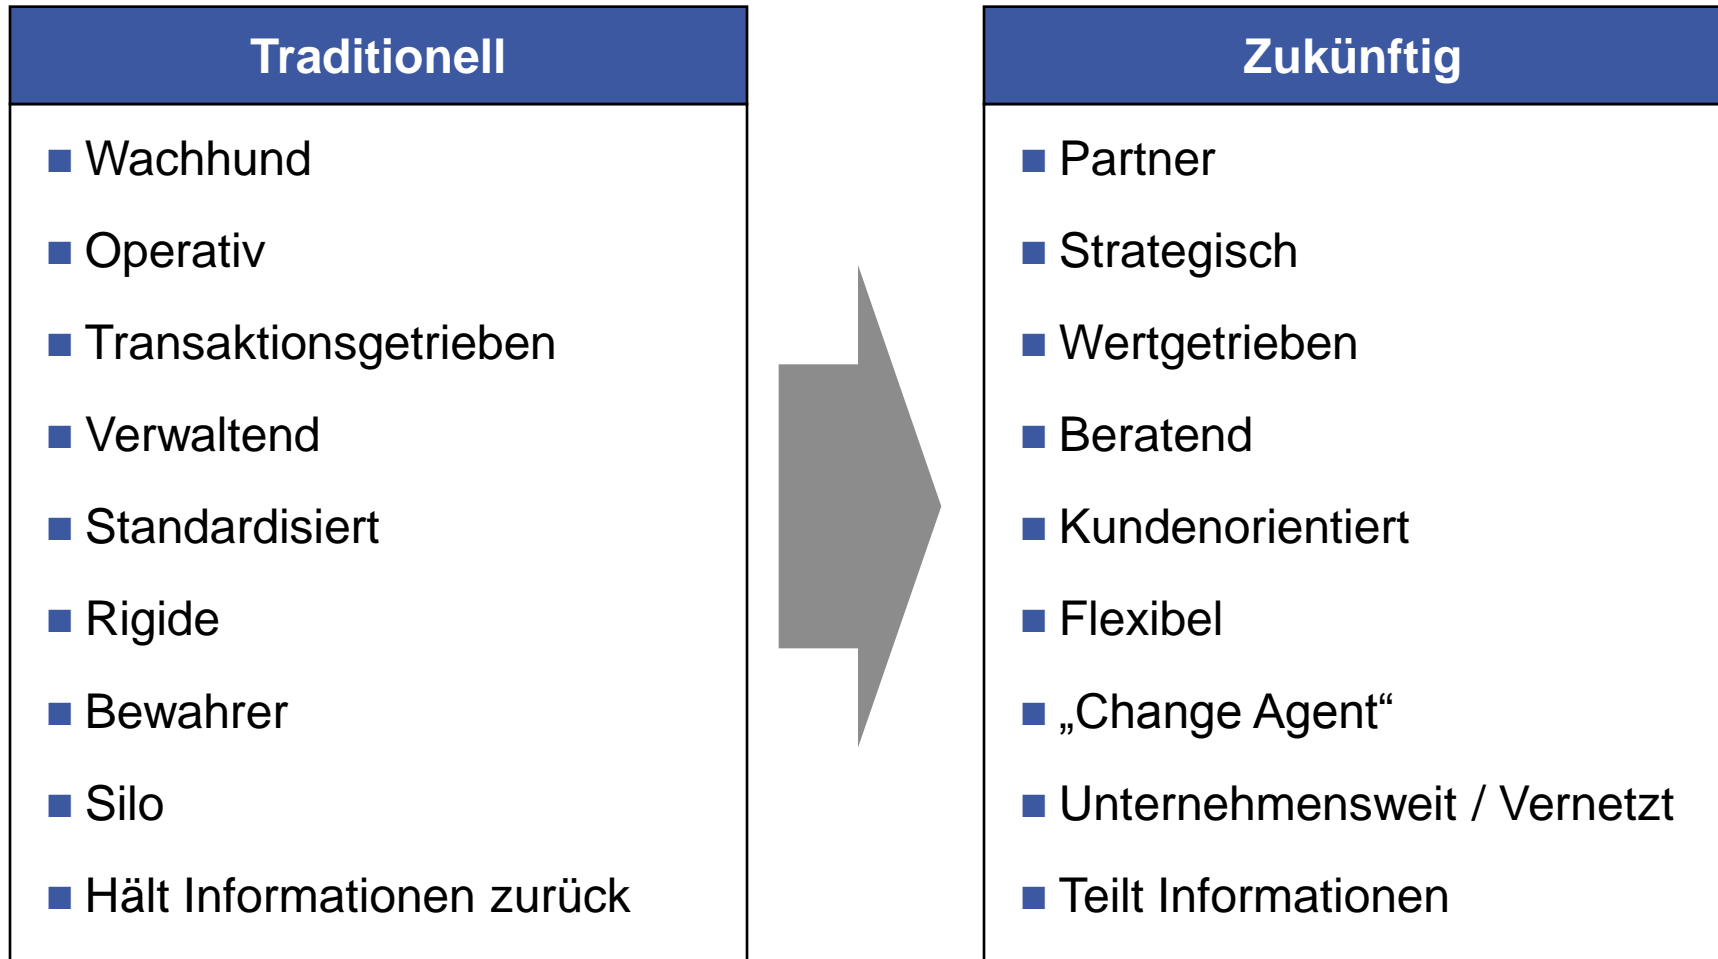 Traditionell
Wachhund
Operativ
Transaktionsgetrieben
Verwaltend
Standardisiert
Rigide
Bewahrer
Silo
Hält Informationen zurück
Zukünftig
Partner
Strategisch
Wertgetrieben
Beratend
Kundenorientiert
Flexibel
„Change Agent“
Unternehmensweit / Vernetzt
Teilt Informationen